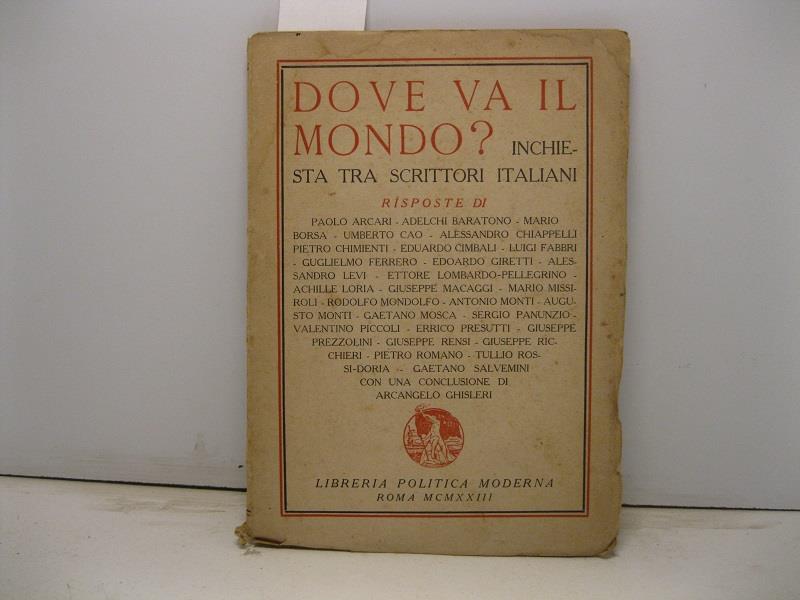 DOVE VA IL
MONDO? INCHIE-
STA TRA SCRITTORI ITALIANI
RISPOSTE DI
PAOLO ARCARI - ADELCHI BARATONO - MARIO
BORSA - UMBERTO CAO - ALESSANDRO CHIAPPELLI
PIETRO CHIMIENTI - EDUARDO CIMBALI - LUIGI FABBRI
- GUGLIELMO FERRERO - EDOARDO GIRETTI - ALES-
SANDRO LEVI - ETTORE LOMBARDO-PELLEGRINO -
ACHILLE LORIA - GIUSEPPE MACAGGI - MARIO MISSI-
ROLI - RODOLFO MONDOLFO - ANTONIO MONTI - AUGU-
STO MONTI - GAETANO MOSCA - SERGIO PANUNZIO -
VALENTINO PICCOLI - ERRICO PRESUTTI - GIUSEPPE
PREZZOLINI - GIUSEPPE RENSI - GIUSEPPE RIC-
CHIERI - PIETRO ROMANO - TULLIO ROS-
SI-DORIA - GAETANO SALVEMINI
CON UNA CONCLUSIONE DI
ARCANGELO GHISLERI
LIBRERIA POLITICA MODERNA
ROMA MCMXXIII